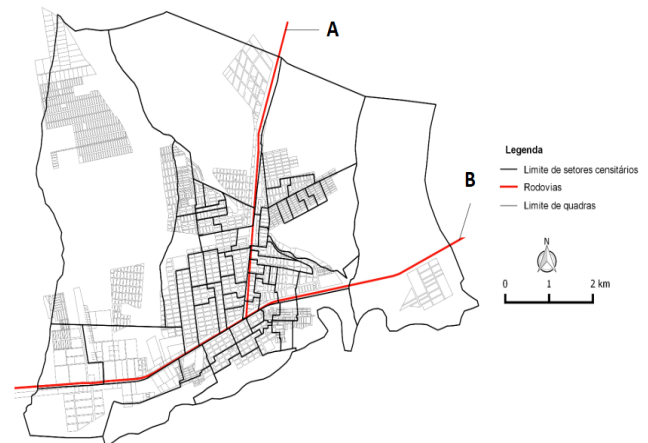 A
B
Legenda
Limite de setores censitários
Rodovias
Limite de quadras
N
0 1 2 km